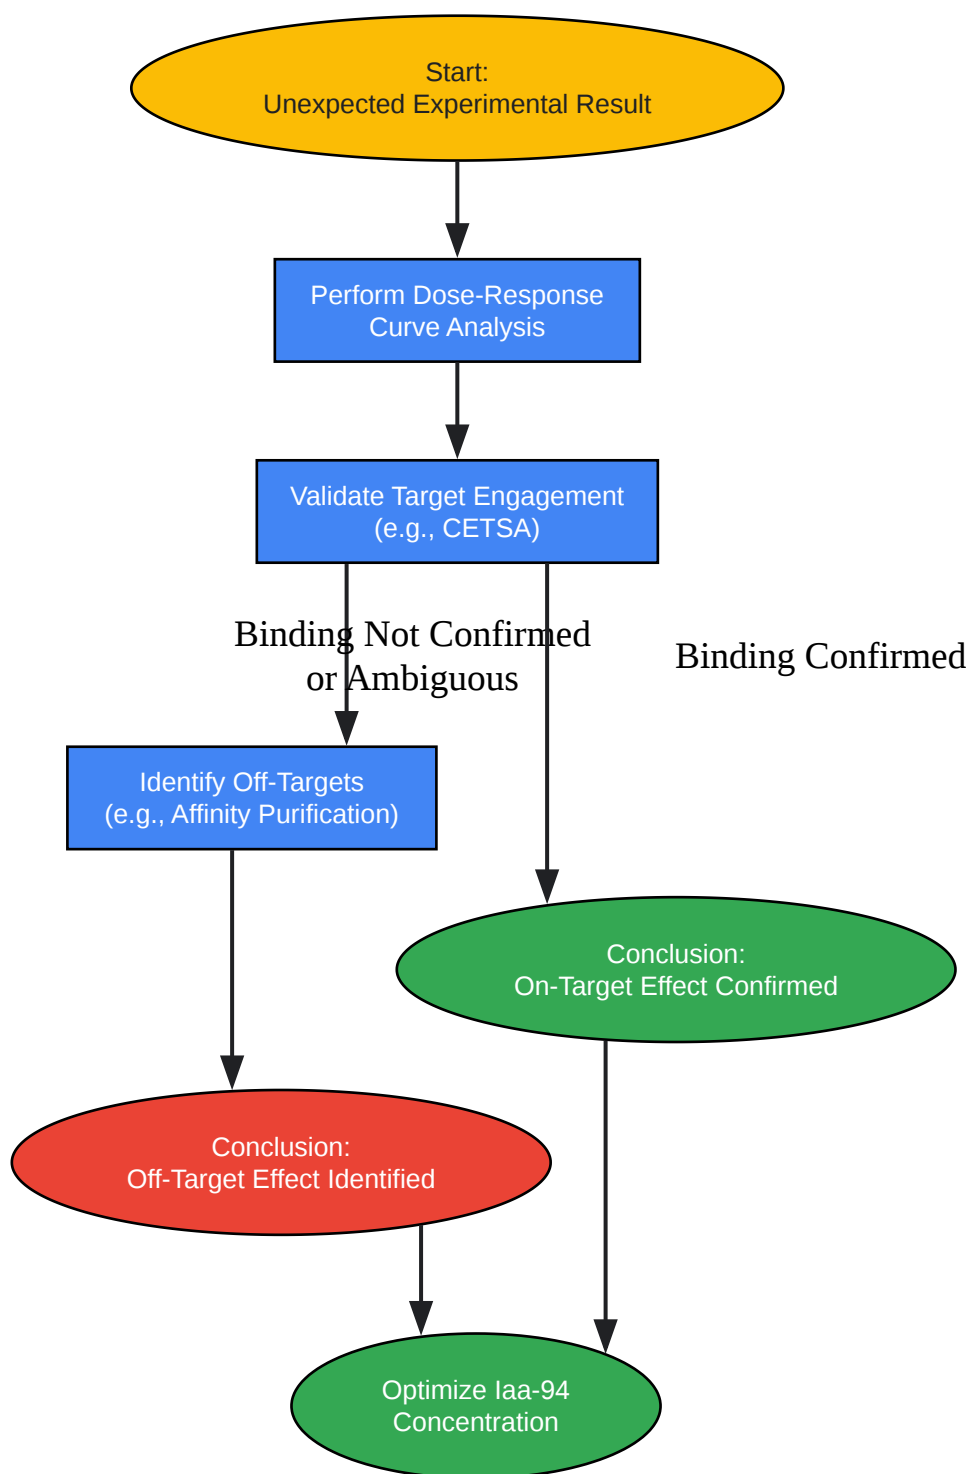 Start:
Unexpected Experimental Result
Perform Dose-Response
Curve Analysis
Validate Target Engagement
(e.g., CETSA)
Binding Not Confirmed
or Ambiguous
Binding Confirmed
Identify Off-Targets
(e.g., Affinity Purification)
Conclusion:
On-Target Effect Confirmed
Conclusion:
Off-Target Effect Identified
Optimize Iaa-94
Concentration